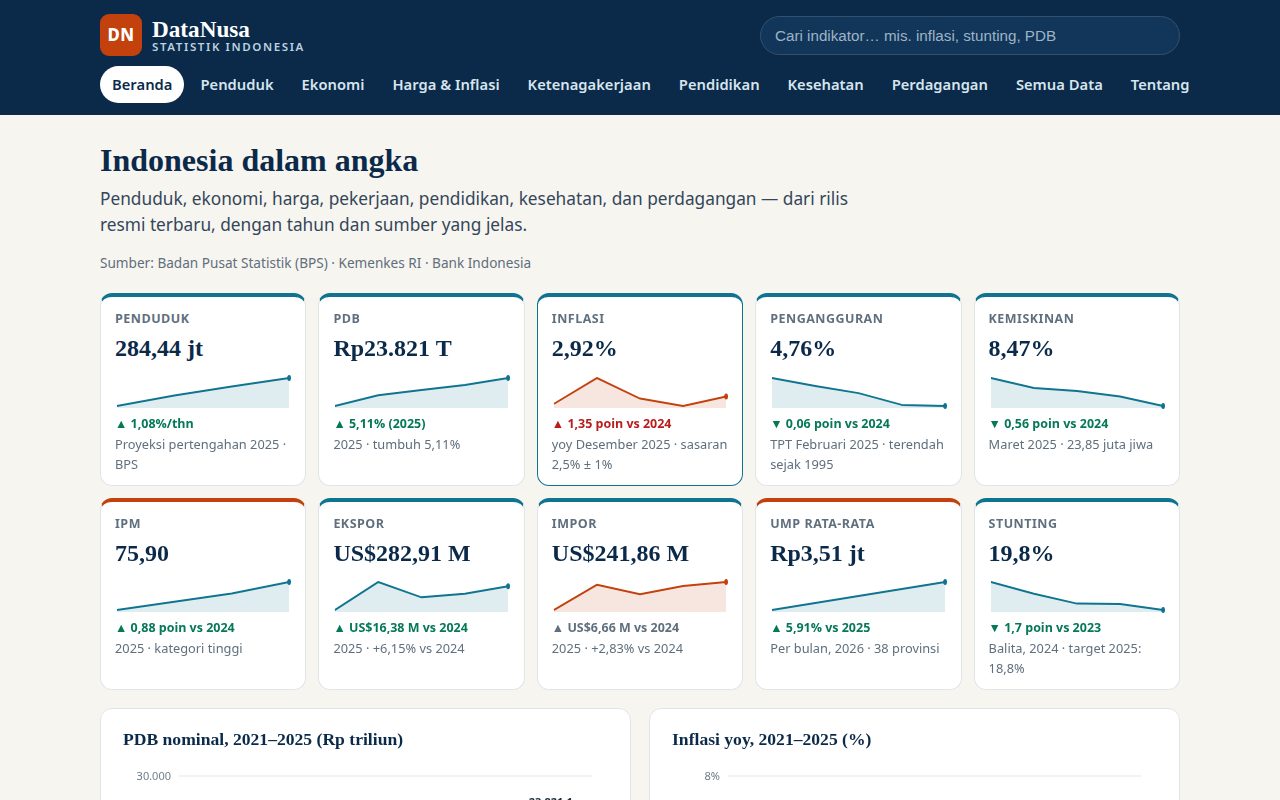 DN
DataNusa
STATISTIK INDONESIA
Cari indikator… mis. inflasi, stunting, PDB
Beranda Penduduk Ekonomi Harga & Inflasi Ketenagakerjaan Pendidikan Kesehatan Perdagangan Semua Data Tentang
Indonesia dalam angka
Penduduk, ekonomi, harga, pekerjaan, pendidikan, kesehatan, dan perdagangan — dari rilis
resmi terbaru, dengan tahun dan sumber yang jelas.
Sumber: Badan Pusat Statistik (BPS) · Kemenkes RI · Bank Indonesia
PENDUDUK
284,44 jt
▲ 1,08%/thn
Proyeksi pertengahan 2025 ·
BPS
PDB
Rp23.821 T
▲ 5,11% (2025)
2025 · tumbuh 5,11%
INFLASI
2,92%
▲ 1,35 poin vs 2024
yoy Desember 2025 · sasaran
2,5% ± 1%
PENGANGGURAN
4,76%
▼ 0,06 poin vs 2024
TPT Februari 2025 · terendah
sejak 1995
KEMISKINAN
8,47%
▼ 0,56 poin vs 2024
Maret 2025 · 23,85 juta jiwa
IPM
75,90
▲ 0,88 poin vs 2024
2025 · kategori tinggi
EKSPOR
US$282,91 M
▲ US$16,38 M vs 2024
2025 · +6,15% vs 2024
IMPOR
US$241,86 M
▲ US$6,66 M vs 2024
2025 · +2,83% vs 2024
UMP RATA-RATA
Rp3,51 jt
▲ 5,91% vs 2025
Per bulan, 2026 · 38 provinsi
STUNTING
19,8%
▼ 1,7 poin vs 2023
Balita, 2024 · target 2025:
18,8%
PDB nominal, 2021–2025 (Rp triliun)
30.000
Inflasi yoy, 2021–2025 (%)
8%